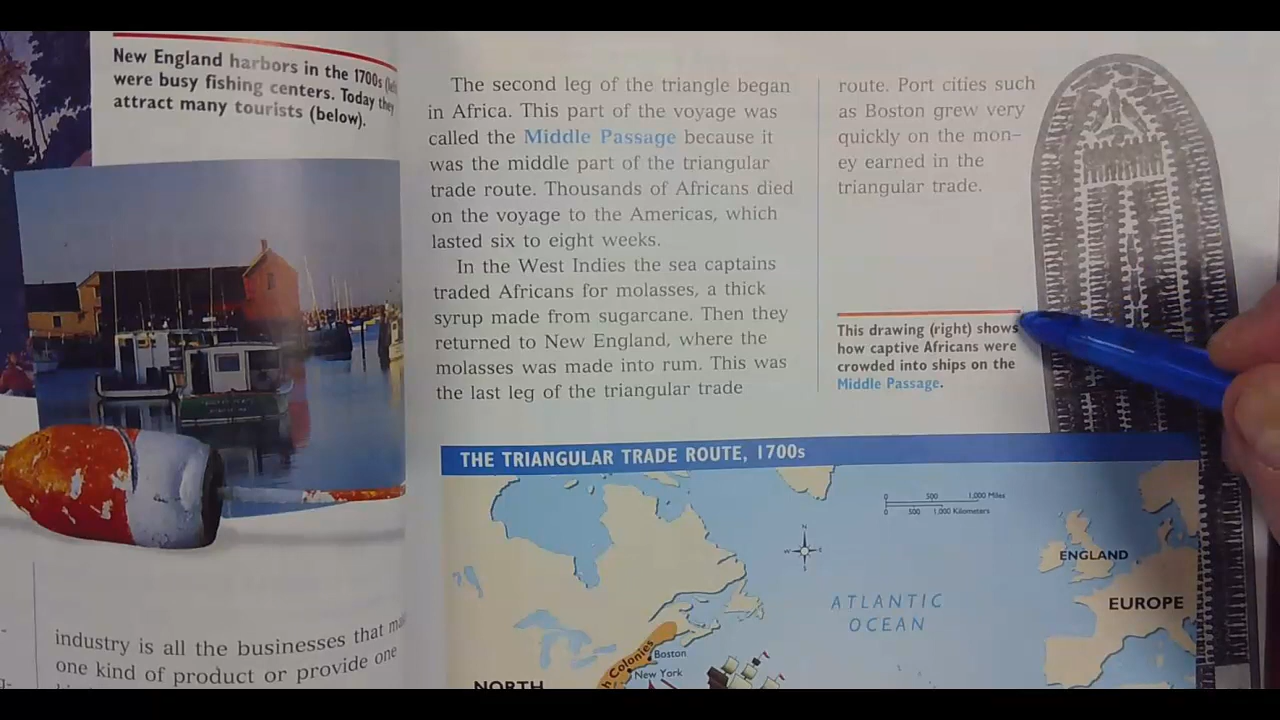 New England harbors in the 1700s
were busy fishing centers. Today they
attract many tourists (below).
industry is all the businesses that
one kind of product or provide one
The second leg of the triangle began
in Africa. This part of the voyage was
called the Middle Passage because it
was the middle part of the triangular
trade route. Thousands of Africans died
on the voyage to the Americas, which
lasted six to eight weeks.
In the West Indies the sea captains
traded Africans for molasses, a thick
syrup made from sugarcane. Then they
returned to New England, where the
molasses was made into rum. This was
the last leg of the triangular trade
route. Port cities such
as Boston grew very
quickly on the mon-
ey earned in the
triangular trade.
This drawing (right) shows
how captive Africans were
crowded into ships on the
Middle Passage.
THE TRIANGULAR TRADE ROUTE, 1700s
0 500 1,000 Miles
0 500 1,000 Kilometers
N
W E
S
ENGLAND
EUROPE
ATLANTIC
OCEAN
Boston
Colonies
New York
NORTH